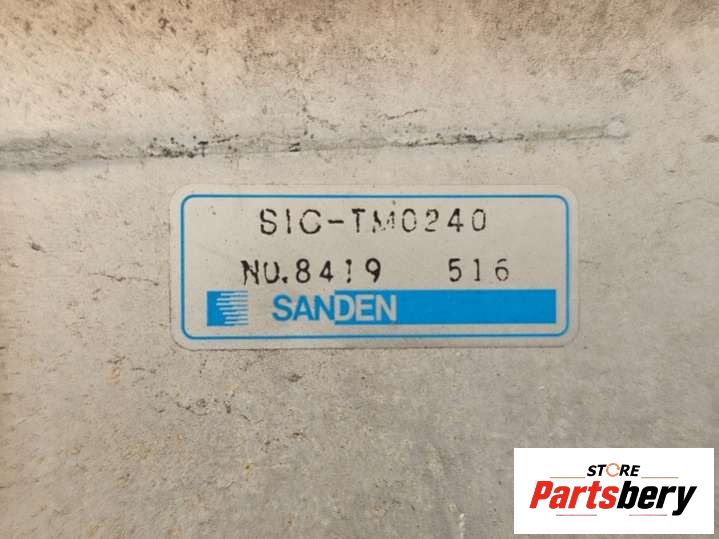 SIC-TM0240
NO.8419 516
SANDEN
STORE
Partsbery